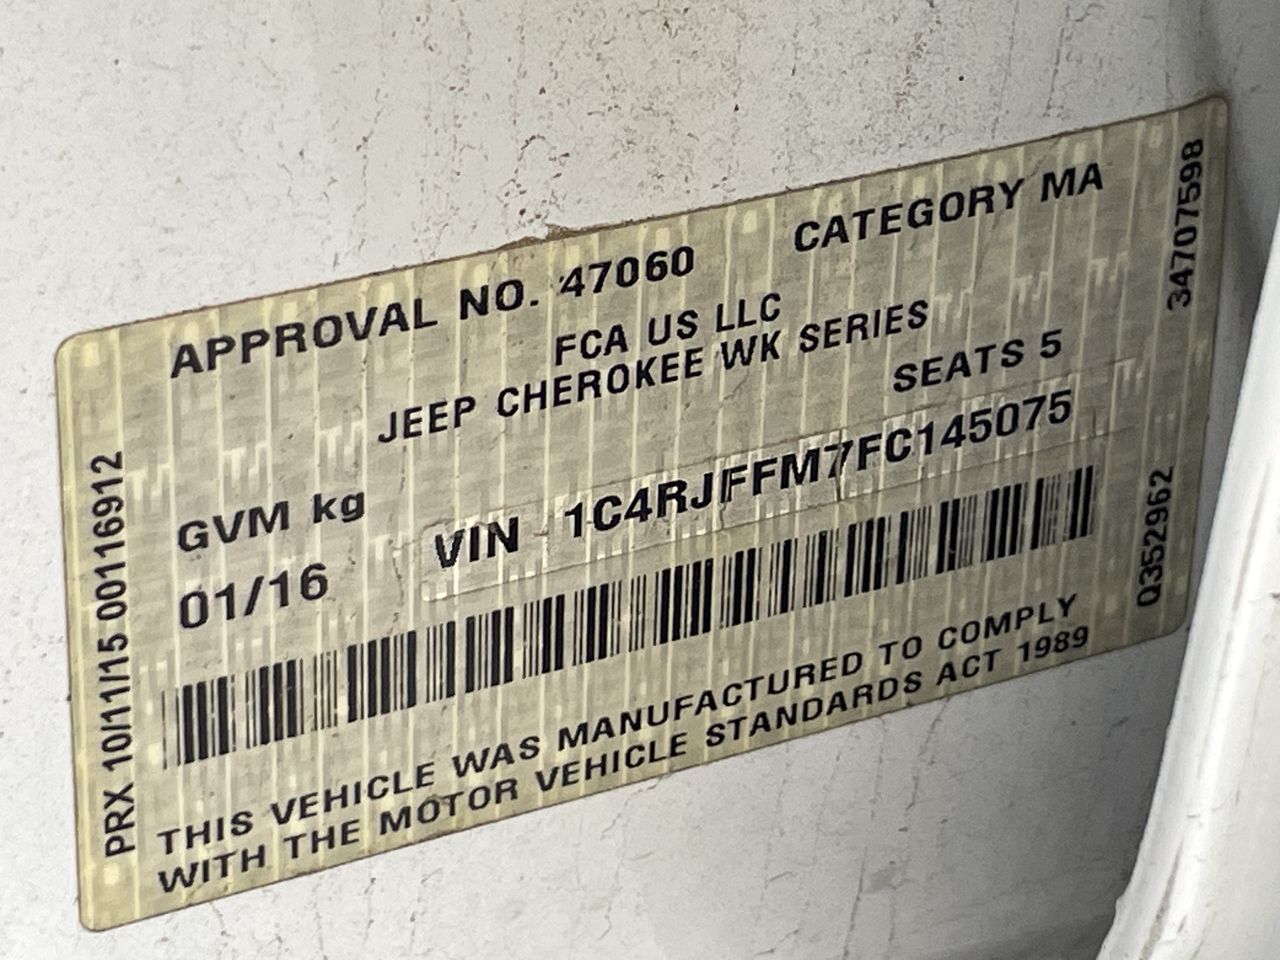 APPROVAL NO. 47060 CATEGORY MA
FCA US LLC
JEEP CHEROKEE WK SERIES
SEATS 5
GVM kg
VIN 1C4RJFFM7FC145075
01/16
THIS VEHICLE WAS MANUFACTURED TO COMPLY
WITH THE MOTOR VEHICLE STANDARDS ACT 1989
PRX 10/11/15 00116912
34707598
Q352962